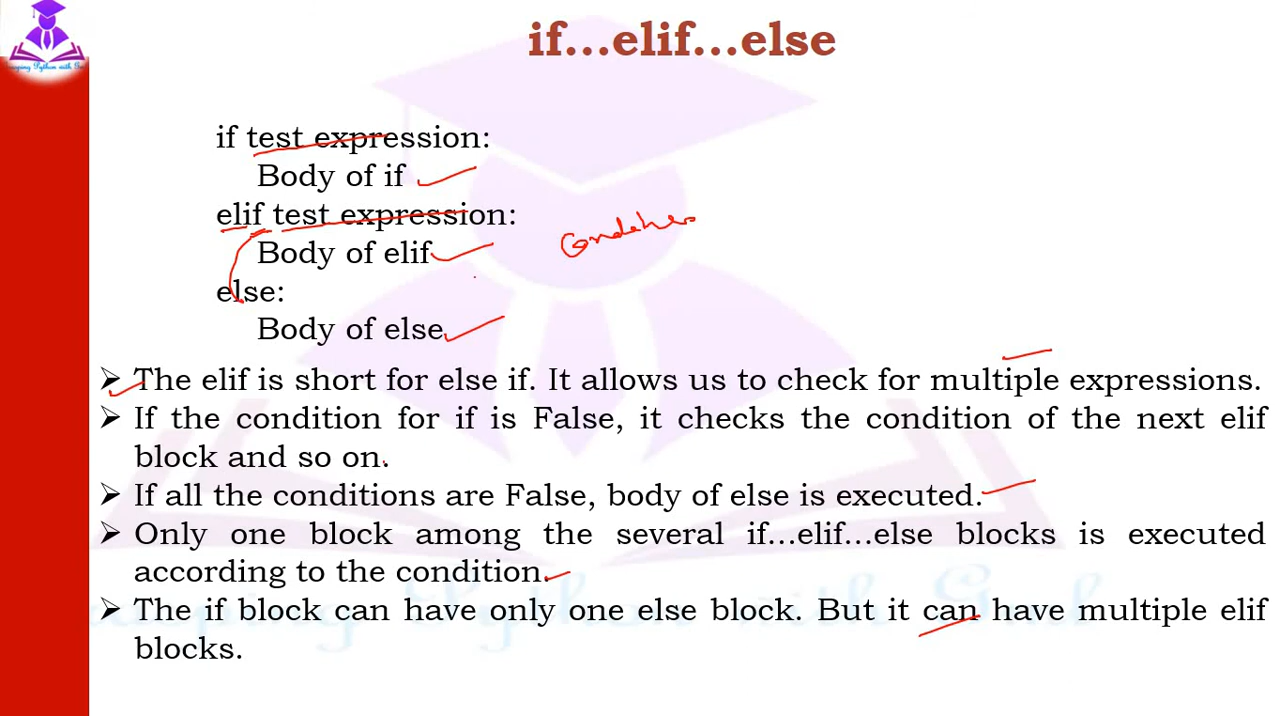 if...elif...else
if test expression:
Body of if
elif test expression:
Body of elif
else:
Body of else
➢ The elif is short for else if. It allows us to check for multiple expressions.
➢ If the condition for if is False, it checks the condition of the next elif
block and so on.
➢ If all the conditions are False, body of else is executed.
➢ Only one block among the several if...elif...else blocks is executed
according to the condition.
➢ The if block can have only one else block. But it can have multiple elif
blocks.